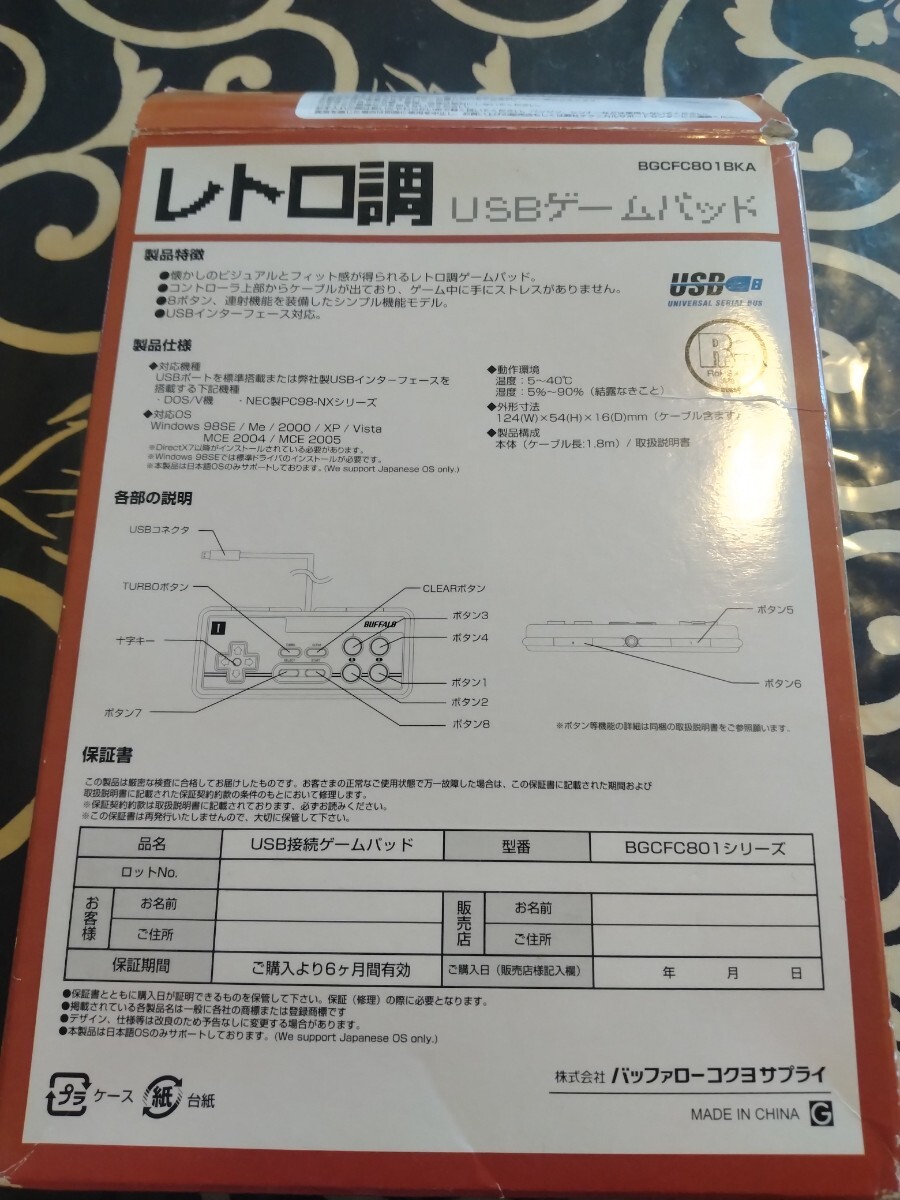 BGCFC801BKA
レトロ調 USBゲームパッド
製品特徴
●懐かしのビジュアルとフィット感が得られるレトロ調ゲームパッド。
●コントローラ上部からケーブルが出ており、ゲーム中に手にストレスがありません。
●8ボタン、連射機能を装備したシンプル機能モデル。
●USBインターフェース対応。
USB
UNIVERSAL SERIAL BUS
製品仕様
◆対応機種
USBポートを標準搭載または弊社製USBインターフェースを
搭載する下記機種
・DOS/V機 ・NEC製PC98-NXシリーズ
◆対応OS
Windows 98SE / Me / 2000 / XP / Vista
MCE 2004 / MCE 2005
※DirectX7以降がインストールされている必要があります。
※Windows 98SEでは標準ドライバのインストールが必要です。
※本製品は日本語OSのみサポートしております。(We support Japanese OS only.)
◆動作環境
温度：5～40℃
湿度：5%～90%（結露なきこと）
◆外形寸法
124(W)×54(H)×16(D)mm（ケーブル含まず）
◆製品構成
本体（ケーブル長:1.8m）/ 取扱説明書
各部の説明
USBコネクタ
TURBOボタン
CLEARボタン
I
BUFFALO
ボタン3
ボタン4
十字キー
ボタン1
ボタン2
ボタン7
ボタン8
ボタン5
ボタン6
※ボタン等機能の詳細は同梱の取扱説明書をご参照願います。
保証書
この製品は厳密な検査に合格してお届けしたものです。お客さまの正常なご使用状態で万一故障した場合は、この保証書に記載された期間および
取扱説明書に記載された保証契約約款の条件のもとにおいて修理します。
※保証契約約款は取扱説明書に記載されております、必ずお読みください。
※この保証書は再発行いたしませんので、大切に保管して下さい。
品名 USB接続ゲームパッド 型番 BGCFC801シリーズ
ロットNo.
お客様 お名前 販売店 お名前
ご住所 ご住所
保証期間 ご購入より6ヶ月間有効 ご購入日（販売店様記入欄） 年 月 日
●保証書とともに購入日が証明できるものを保管して下さい。保証（修理）の際に必要となります。
●掲載されている各製品名は一般に各社の商標または登録商標です
●デザイン、仕様等は改良のため予告なしに変更する場合があります。
●本製品は日本語OSのみサポートしております。(We support Japanese OS only.)
プラ ケース 紙 台紙
株式会社 バッファローコクヨサプライ
MADE IN CHINA G